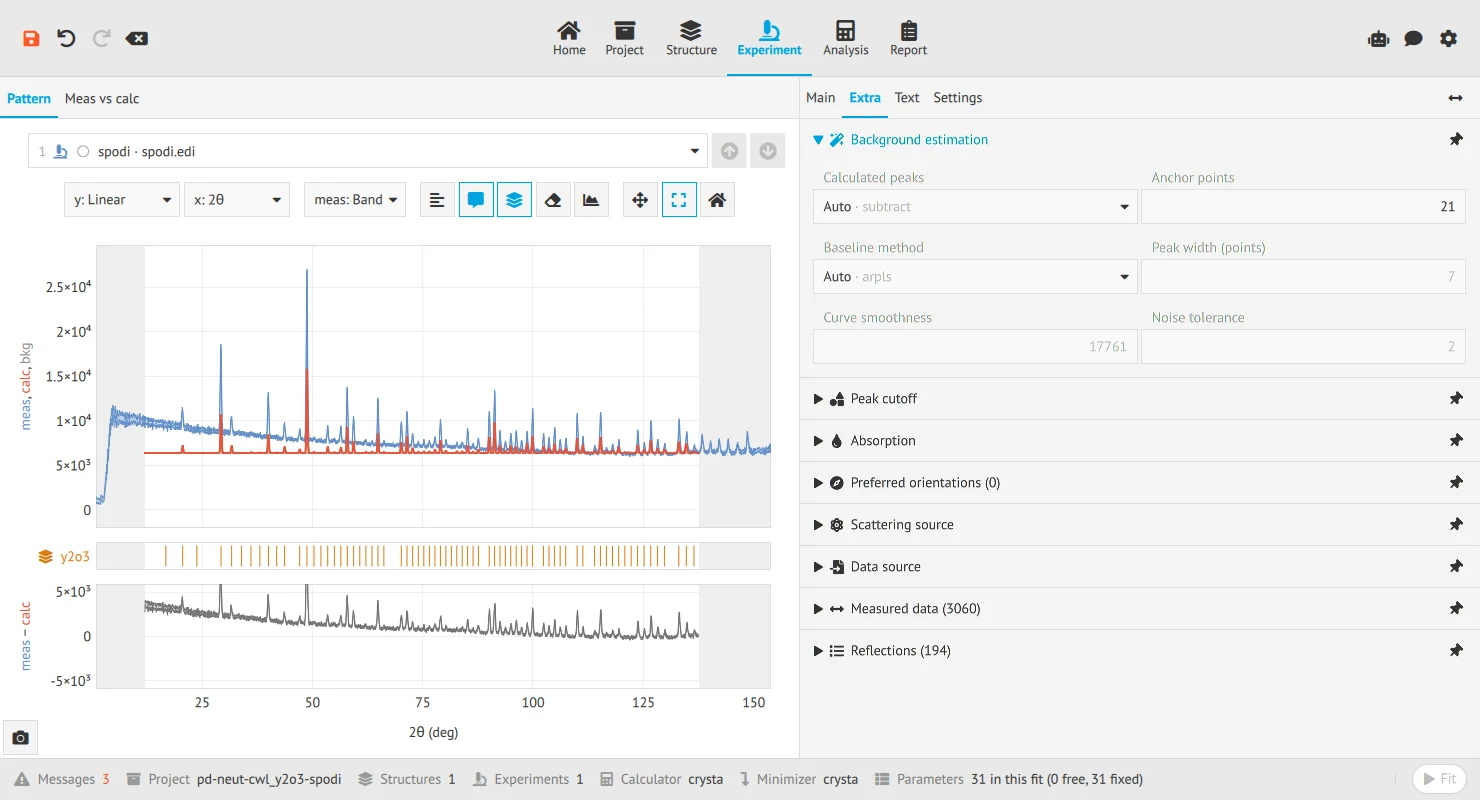 Home
Project
Structure
Experiment
Analysis
Report
Pattern
Meas vs calc
Main
Extra
Text
Settings
1 spodi · spodi.edi
y: Linear
x: 2θ
meas: Band
meas, calc, bkg
2.5×10⁴
2×10⁴
1.5×10⁴
1×10⁴
5×10³
0
y2o3
meas − calc
5×10³
0
-5×10³
25
50
75
100
125
150
2θ (deg)
Background estimation
Calculated peaks
Anchor points
Auto · subtract
21
Baseline method
Peak width (points)
Auto · arpls
7
Curve smoothness
Noise tolerance
17761
2
Peak cutoff
Absorption
Preferred orientations (0)
Scattering source
Data source
Measured data (3060)
Reflections (194)
Messages 3
Project pd-neut-cwl_y2o3-spodi
Structures 1
Experiments 1
Calculator crysta
Minimizer crysta
Parameters 31 in this fit (0 free, 31 fixed)
Fit